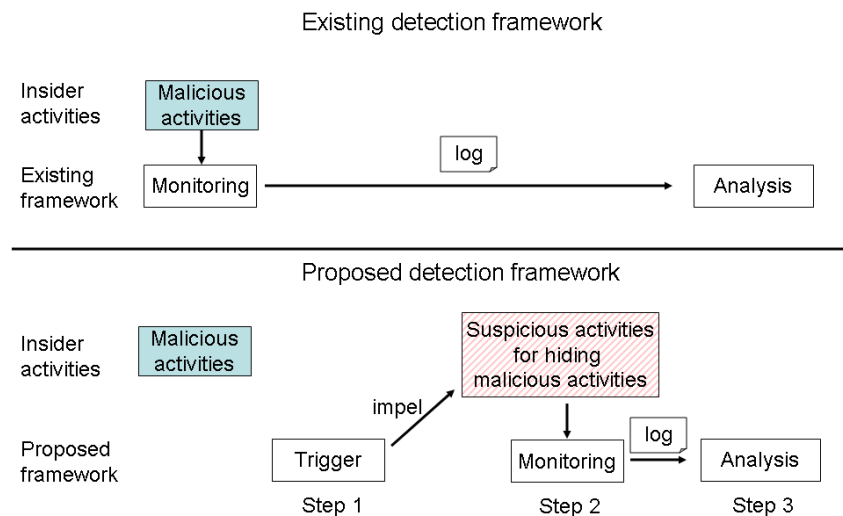 Existing detection framework
Insider
activities
Malicious
activities
log
Existing
framework
Monitoring
Analysis
Proposed detection framework
Insider
activities
Malicious
activities
Suspicious activities
for hiding
malicious activities
impel
Proposed
framework
Trigger
Monitoring
log
Analysis
Step 1
Step 2
Step 3